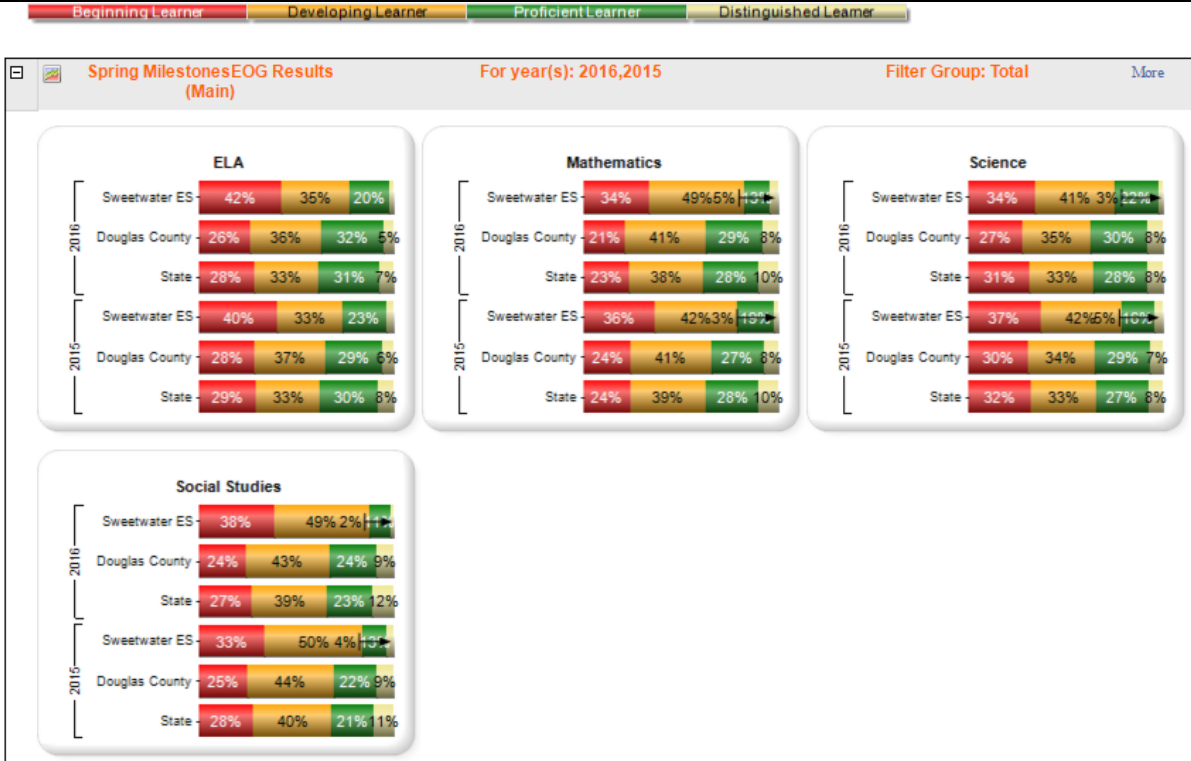 Beginning Learner Developing Learner Proficient Learner Distinguished Learner
Spring MilestonesEOG Results For year(s): 2016,2015 Filter Group: Total More
(Main)
ELA
2016
Sweetwater ES 42% 35% 20%
Douglas County 26% 36% 32% 5%
State 28% 33% 31% 7%
2015
Sweetwater ES 40% 33% 23%
Douglas County 28% 37% 29% 6%
State 29% 33% 30% 8%
Mathematics
2016
Sweetwater ES 34% 49% 5% 13%
Douglas County 21% 41% 29% 8%
State 23% 38% 28% 10%
2015
Sweetwater ES 36% 42% 3% 19%
Douglas County 24% 41% 27% 8%
State 24% 39% 28% 10%
Science
2016
Sweetwater ES 34% 41% 3% 22%
Douglas County 27% 35% 30% 8%
State 31% 33% 28% 8%
2015
Sweetwater ES 37% 42% 5% 16%
Douglas County 30% 34% 29% 7%
State 32% 33% 27% 8%
Social Studies
2016
Sweetwater ES 38% 49% 2%
Douglas County 24% 43% 24% 9%
State 27% 39% 23% 12%
2015
Sweetwater ES 33% 50% 4% 13%
Douglas County 25% 44% 22% 9%
State 28% 40% 21% 11%